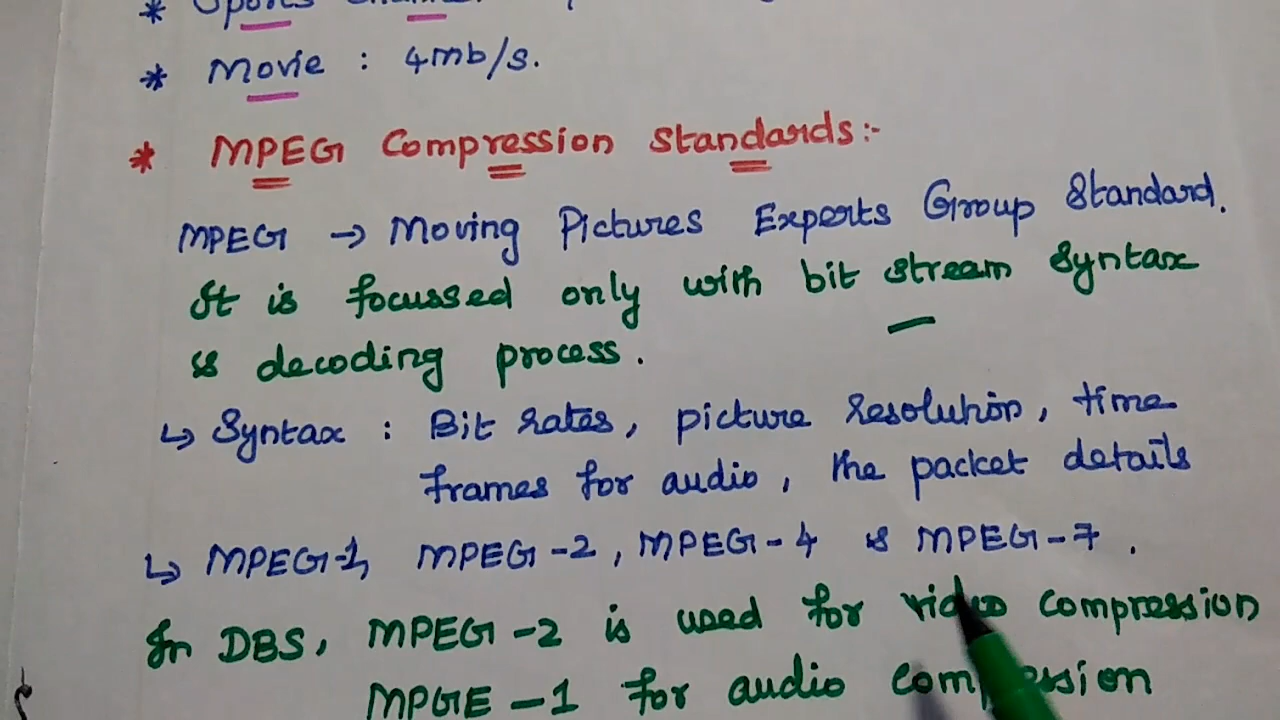 * Sports Channel
* Movie : 4mb/s.
* MPEG Compression Standards:-
MPEG → Moving Pictures Experts Group Standard.
It is focussed only with bit stream Syntax
& decoding process.
↳ Syntax : Bit rates, picture resolution, time
frames for audio, the packet details
↳ MPEG-1, MPEG-2, MPEG-4 & MPEG-7.
In DBS, MPEG-2 is used for video compression
MPGE-1 for audio compression